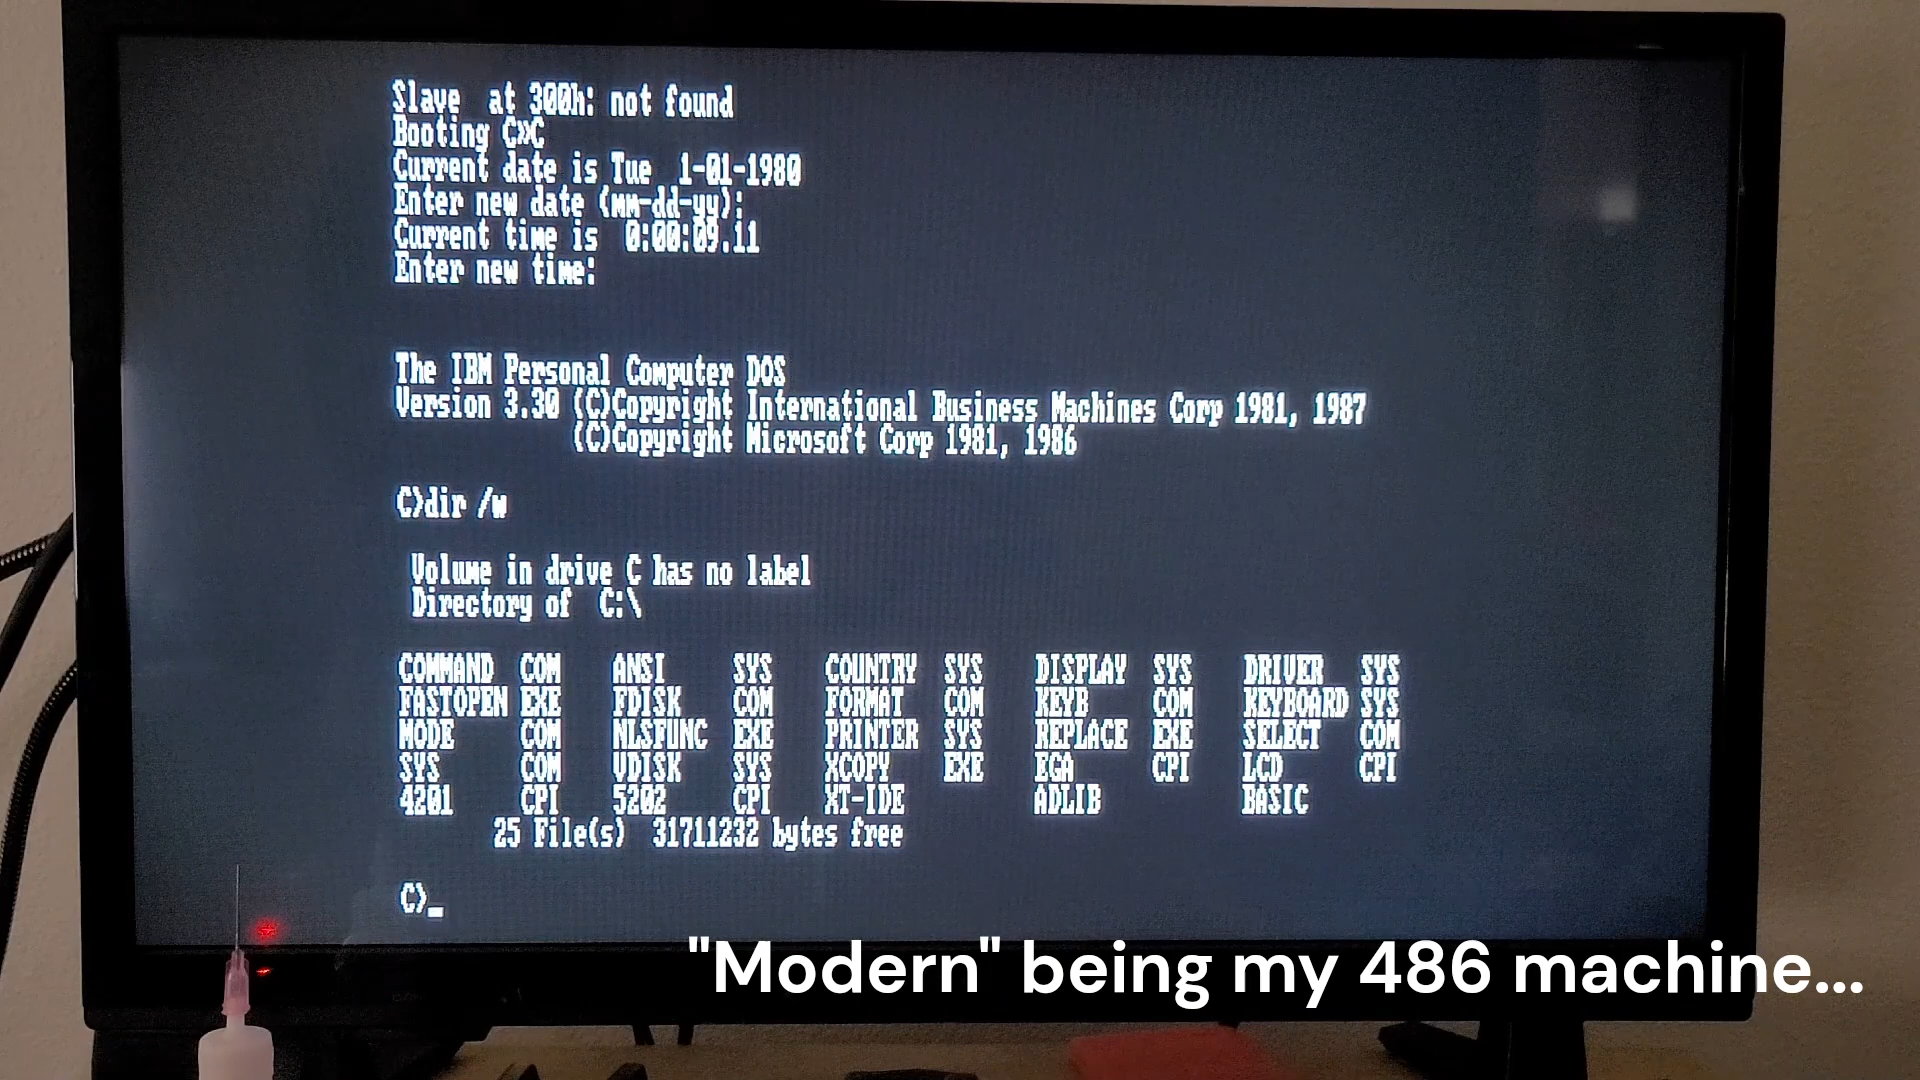 Slave  at 300h: not found
Booting C»C
Current date is Tue  1-01-1980
Enter new date (mm-dd-yy):
Current time is  0:00:09.11
Enter new time:
The IBM Personal Computer DOS
Version 3.30 (C)Copyright International Business Machines Corp 1981, 1987
(C)Copyright Microsoft Corp 1981, 1986
C>dir /w
Volume in drive C has no label
Directory of  C:\
COMMAND  COM    ANSI     SYS    COUNTRY  SYS    DISPLAY  SYS    DRIVER   SYS
FASTOPEN EXE    FDISK    COM    FORMAT   COM    KEYB     COM    KEYBOARD SYS
MODE     COM    NLSFUNC  EXE    PRINTER  SYS    REPLACE  EXE    SELECT   COM
SYS      COM    VDISK    SYS    XCOPY    EXE    EGA      CPI    LCD      CPI
4201     CPI    5202     CPI    XT-IDE          ADLIB           BASIC
25 File(s)  31711232 bytes free
C>_
"Modern" being my 486 machine...